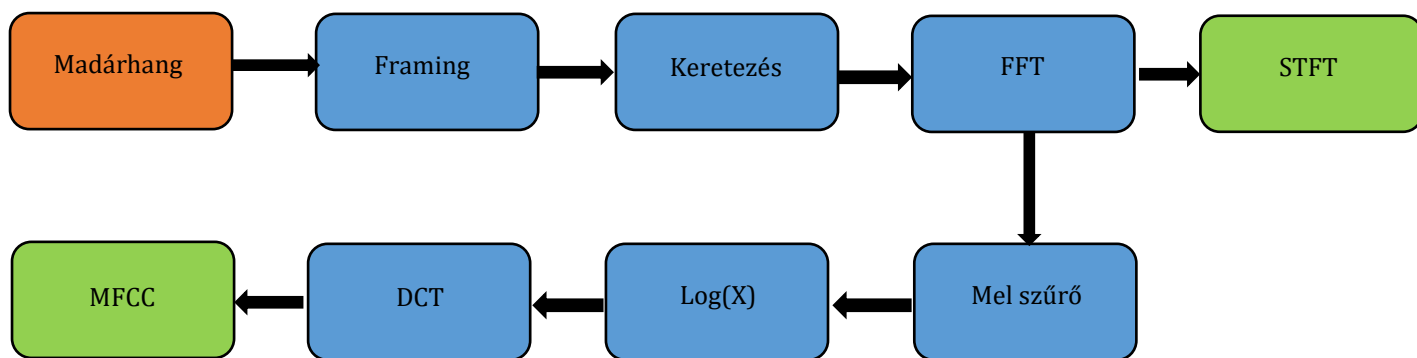 Madárhang
Framing
Keretezés
FFT
STFT
Mel szűrő
Log(X)
DCT
MFCC